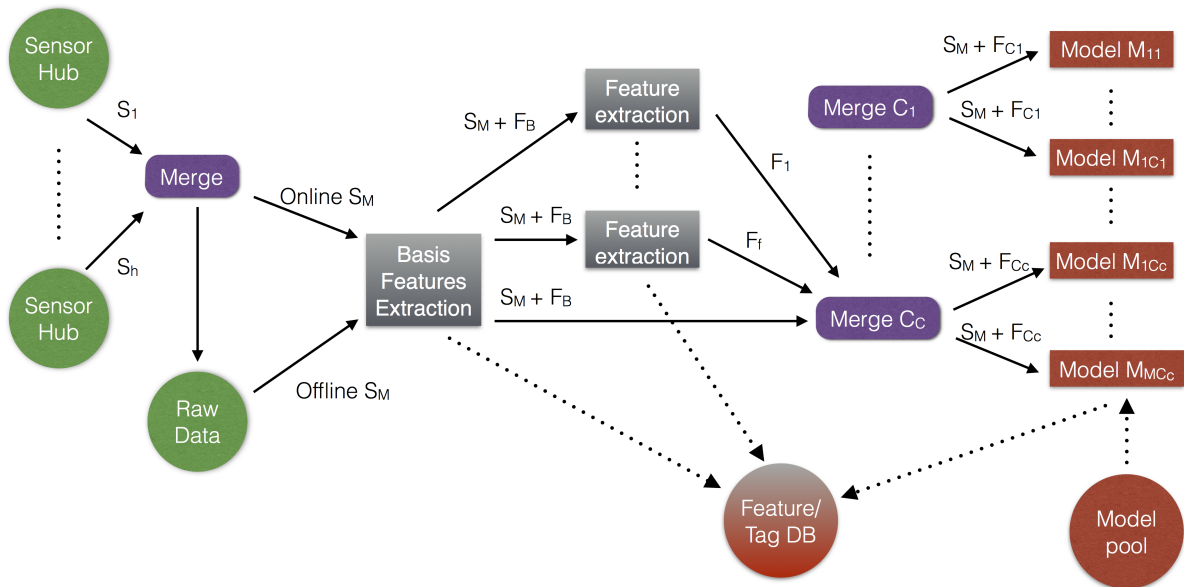 Sensor
Hub
S1
Sh
Sensor
Hub
Merge
Online SM
Offline SM
Raw
Data
Basis
Features
Extraction
SM + FB
SM + FB
SM + FB
Feature
extraction
Feature
extraction
F1
Ff
Merge C1
Merge CC
SM + FC1
SM + FC1
SM + FCc
SM + FCc
Model M11
Model M1C1
Model M1Cc
Model MMCc
Feature/
Tag DB
Model
pool